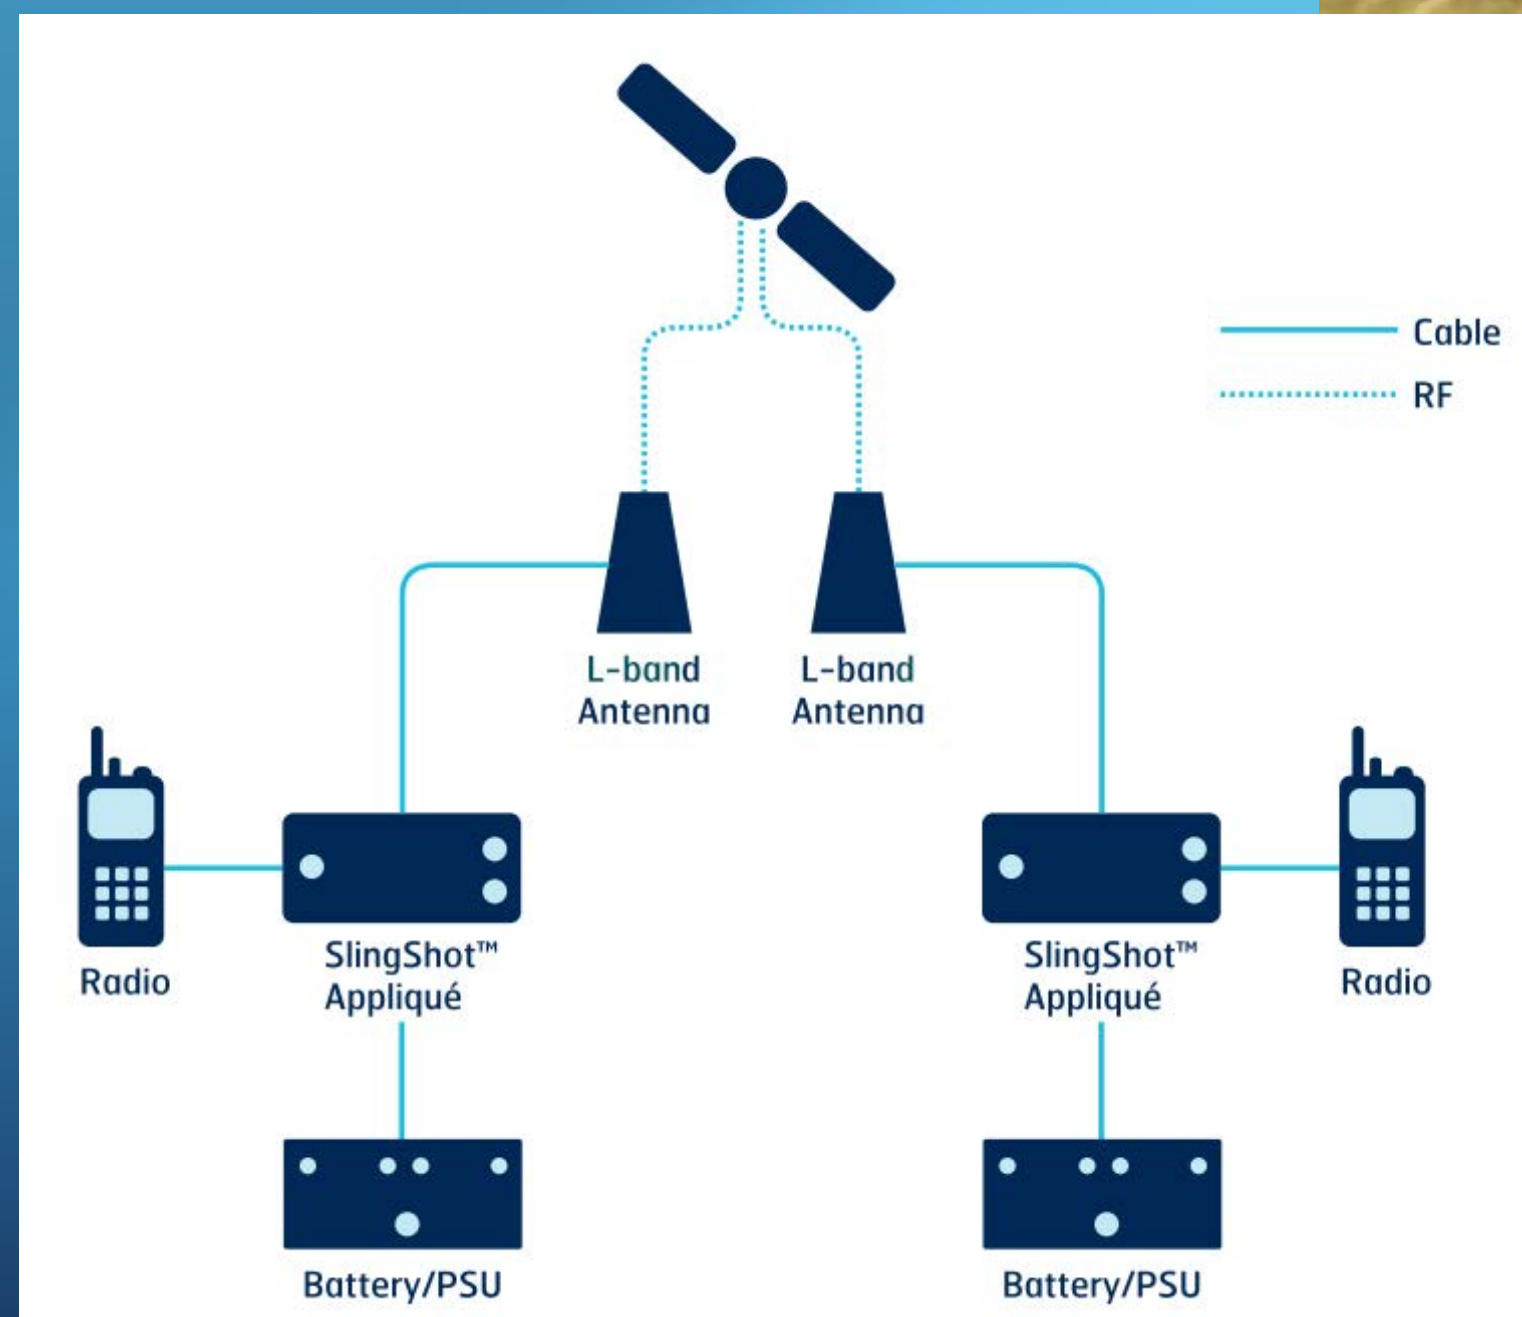 Cable
RF
L-band
Antenna
L-band
Antenna
Radio
SlingShot™
Appliqué
SlingShot™
Appliqué
Radio
Battery/PSU
Battery/PSU